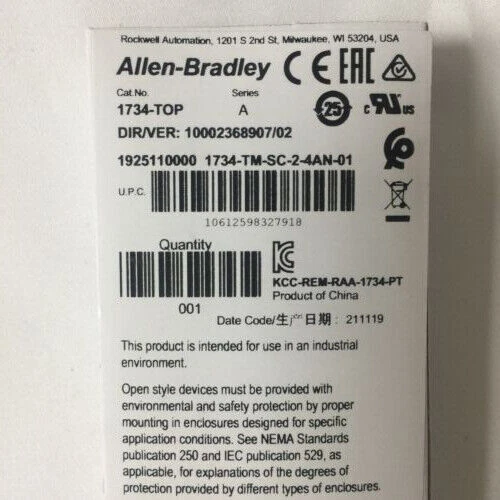 Rockwell Automation, 1201 S 2nd St, Milwaukee, WI 53204, USA
Allen-Bradley CE EAC
Cat.No. Series
1734-TOP A
25
c UL us
DIR/VER: 10002368907/02
1925110000 1734-TM-SC-2-4AN-01
U.P.C.
10612598327918
Quantity
001
KCC-REM-RAA-1734-PT
Product of China
Date Code/生 日期: 211119
This product is intended for use in an industrial
environment.
Open style devices must be provided with
environmental and safety protection by proper
mounting in enclosures designed for specific
application conditions. See NEMA Standards
publication 250 and IEC publication 529, as
applicable, for explanations of the degrees of
protection provided by different types of enclosures.